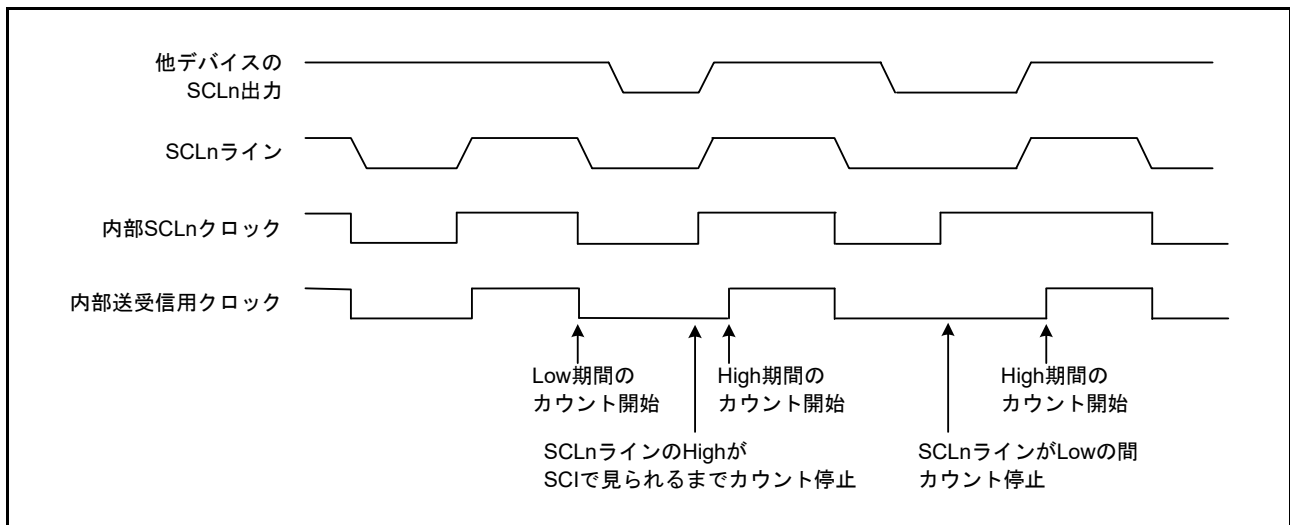 他デバイスの
SCLn出力
SCLnライン
内部SCLnクロック
内部送受信用クロック
Low期間の
カウント開始
High期間の
カウント開始
High期間の
カウント開始
SCLnラインのHighが
SCIで見られるまでカウント停止
SCLnラインがLowの間
カウント停止